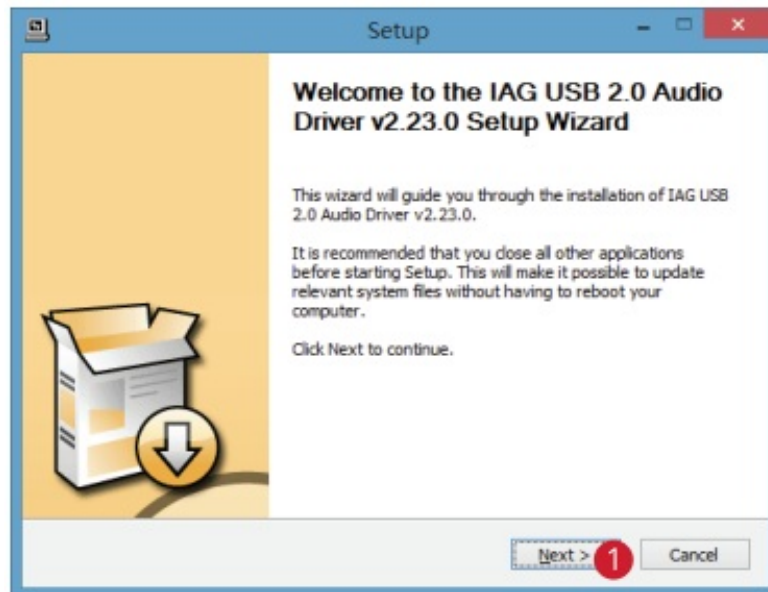 Setup
Welcome to the IAG USB 2.0 Audio
Driver v2.23.0 Setup Wizard
This wizard will guide you through the installation of IAG USB
2.0 Audio Driver v2.23.0.
It is recommended that you close all other applications
before starting Setup. This will make it possible to update
relevant system files without having to reboot your
computer.
Click Next to continue.
Next > 1 Cancel